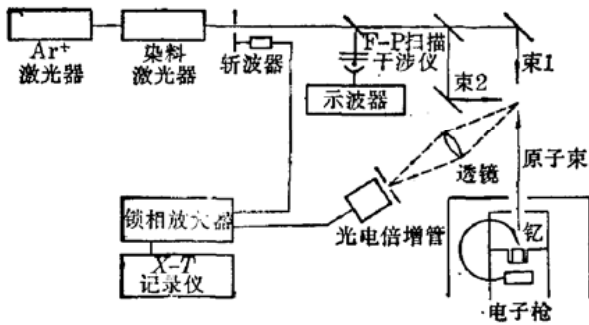 Ar+
激光器
染料
激光器
斩波器
F-P扫描
干涉仪
示波器
束1
束2
原子束
透镜
光电倍增管
锁相放大器
X-T
记录仪
钇
电子枪